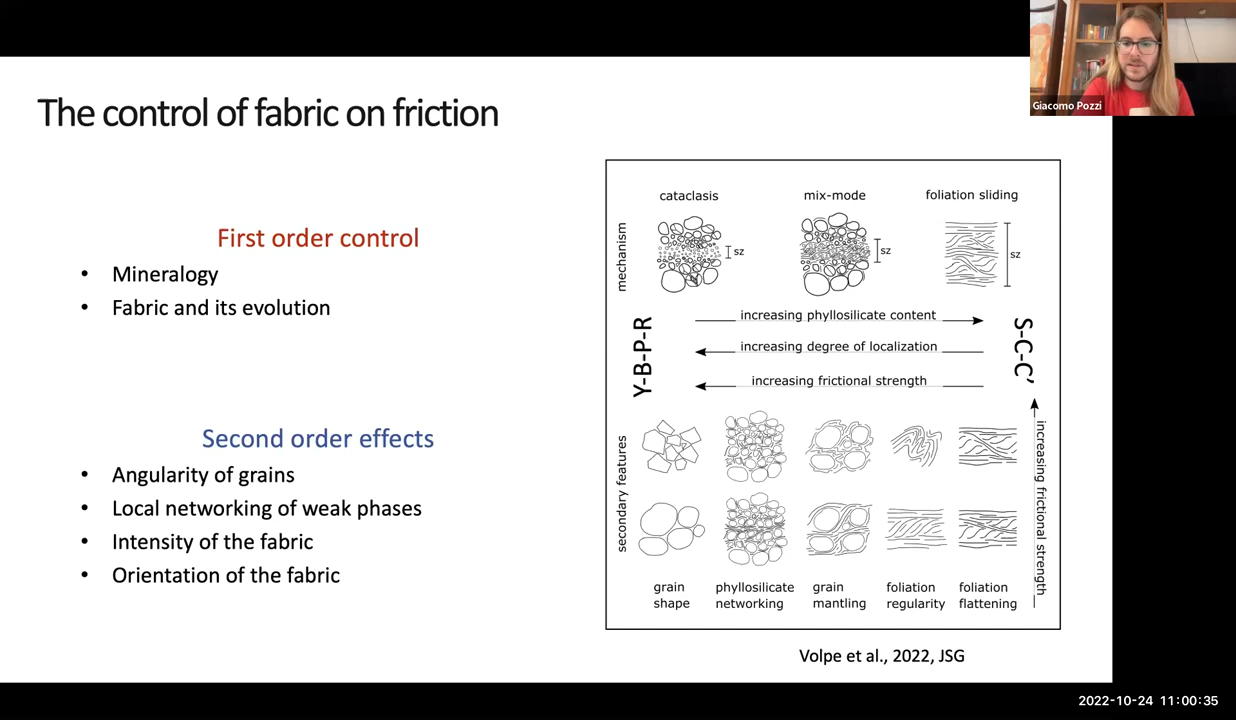 Giacomo Pozzi
The control of fabric on friction
First order control
• Mineralogy
• Fabric and its evolution
Second order effects
• Angularity of grains
• Local networking of weak phases
• Intensity of the fabric
• Orientation of the fabric
cataclasis
mix-mode
foliation sliding
mechanism
sz
sz
sz
increasing phyllosilicate content
increasing degree of localization
increasing frictional strength
Y-B-P-R
S-C-C'
secondary features
increasing frictional strength
grain
shape
phyllosilicate
networking
grain
mantling
foliation
regularity
foliation
flattening
Volpe et al., 2022, JSG
2022-10-24 11:00:35